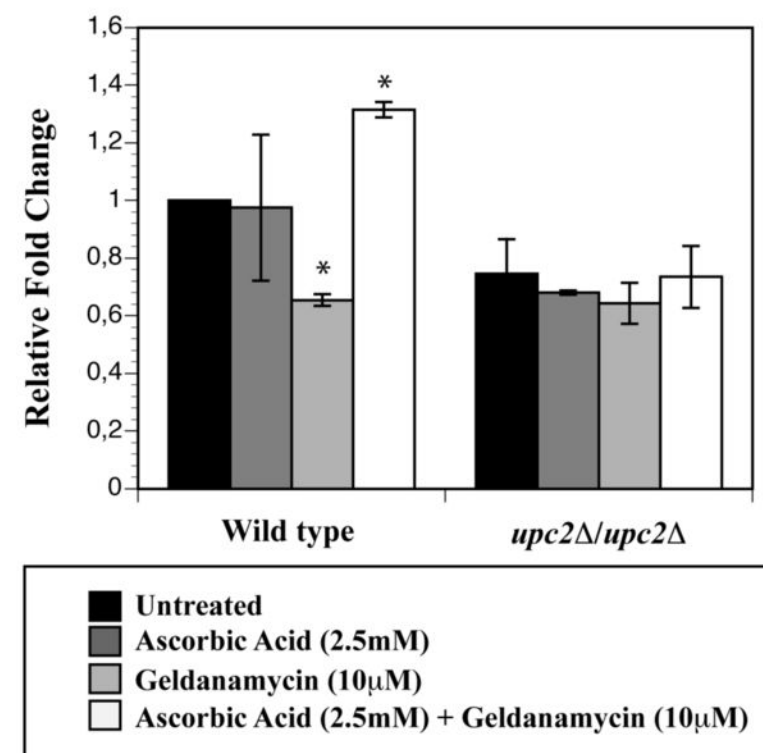 Relative Fold Change
1,6
1,4
1,2
1
0,8
0,6
0,4
0,2
0
*
*
Wild type
upc2Δ/upc2Δ
Untreated
Ascorbic Acid (2.5mM)
Geldanamycin (10μM)
Ascorbic Acid (2.5mM) + Geldanamycin (10μM)